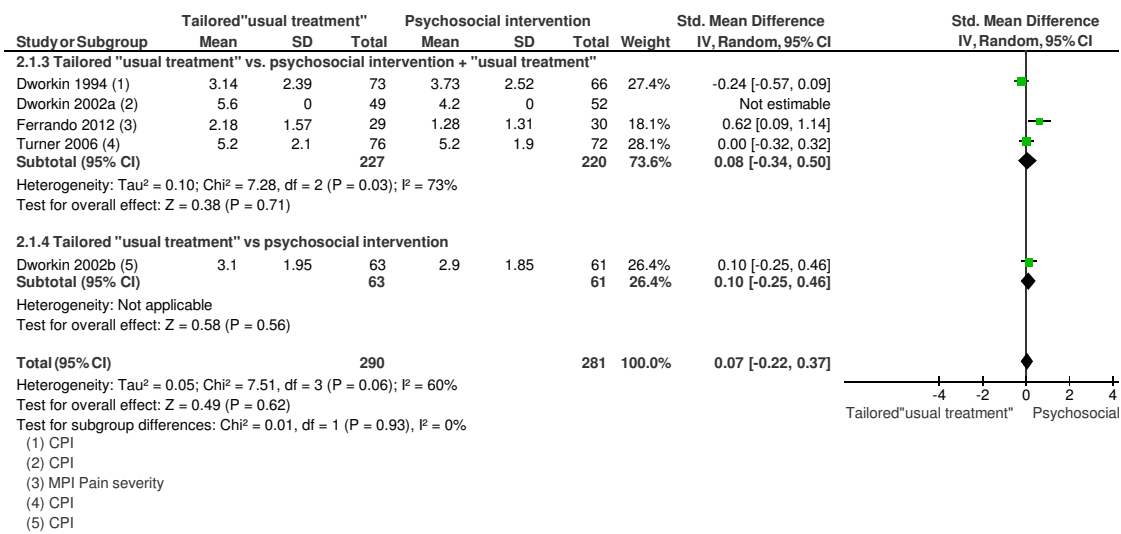 Tailored"usual treatment" Psychosocial intervention Std. Mean Difference Std. Mean Difference
Study or Subgroup Mean SD Total Mean SD Total Weight IV, Random, 95% CI IV, Random, 95% CI
2.1.3 Tailored "usual treatment" vs. psychosocial intervention + "usual treatment"
Dworkin 1994 (1) 3.14 2.39 73 3.73 2.52 66 27.4% -0.24 [-0.57, 0.09]
Dworkin 2002a (2) 5.6 0 49 4.2 0 52 Not estimable
Ferrando 2012 (3) 2.18 1.57 29 1.28 1.31 30 18.1% 0.62 [0.09, 1.14]
Turner 2006 (4) 5.2 2.1 76 5.2 1.9 72 28.1% 0.00 [-0.32, 0.32]
Subtotal (95% CI) 227 220 73.6% 0.08 [-0.34, 0.50]
Heterogeneity: Tau² = 0.10; Chi² = 7.28, df = 2 (P = 0.03); I² = 73%
Test for overall effect: Z = 0.38 (P = 0.71)
2.1.4 Tailored "usual treatment" vs psychosocial intervention
Dworkin 2002b (5) 3.1 1.95 63 2.9 1.85 61 26.4% 0.10 [-0.25, 0.46]
Subtotal (95% CI) 63 61 26.4% 0.10 [-0.25, 0.46]
Heterogeneity: Not applicable
Test for overall effect: Z = 0.58 (P = 0.56)
Total (95% CI) 290 281 100.0% 0.07 [-0.22, 0.37]
Heterogeneity: Tau² = 0.05; Chi² = 7.51, df = 3 (P = 0.06); I² = 60%
-4 -2 0 2 4
Test for overall effect: Z = 0.49 (P = 0.62)
Tailored"usual treatment" Psychosocial
Test for subgroup differences: Chi² = 0.01, df = 1 (P = 0.93), I² = 0%
(1) CPI
(2) CPI
(3) MPI Pain severity
(4) CPI
(5) CPI